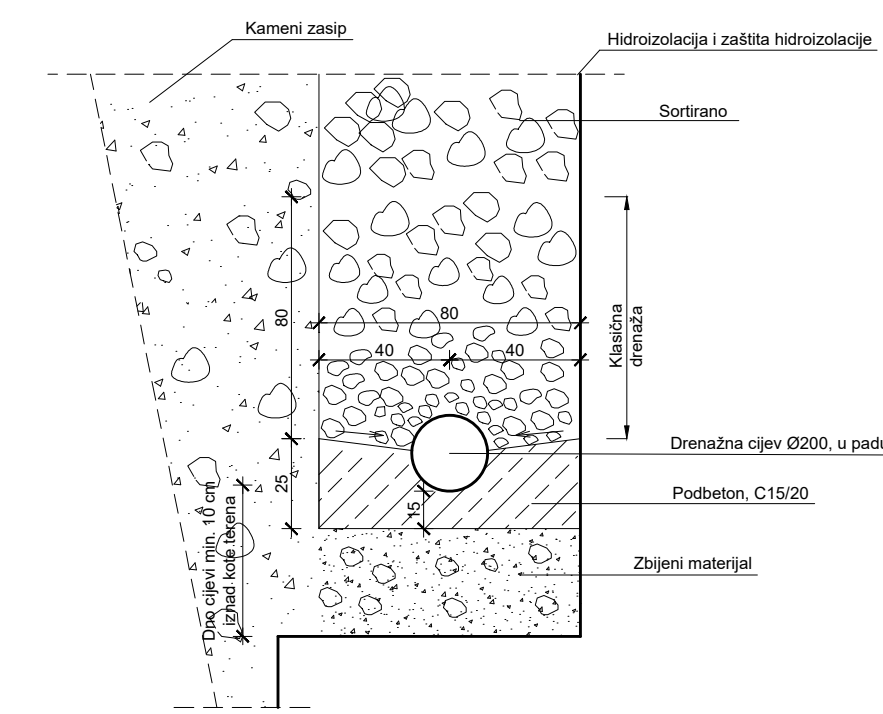 Kameni zasip
Hidroizolacija i zaštita hidroizolacije
Sortirano
80
80
40
40
Klasična
drenaža
Drenažna cijev Ø200, u padu
25
Podbeton, C15/20
15
Dno cijevi min. 10 cm
iznad kote terena
Zbijeni materijal